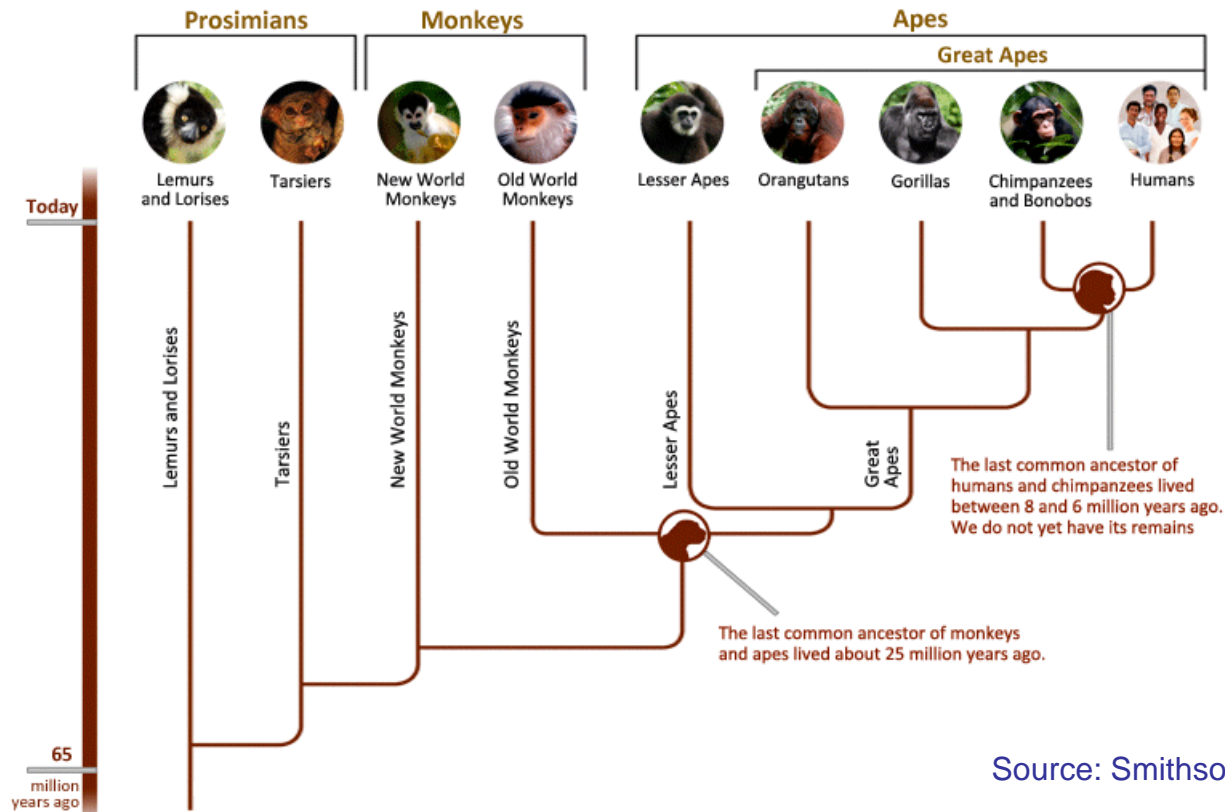 Prosimians
Monkeys
Apes
Great Apes
Lemurs
and Lorises
Tarsiers
New World
Monkeys
Old World
Monkeys
Lesser Apes
Orangutans
Gorillas
Chimpanzees
and Bonobos
Humans
Today
Lemurs and Lorises
Tarsiers
New World Monkeys
Old World Monkeys
Lesser Apes
Great
Apes
The last common ancestor of
humans and chimpanzees lived
between 8 and 6 million years ago.
We do not yet have its remains
The last common ancestor of monkeys
and apes lived about 25 million years ago.
65
million
years ago
Source: Smithso